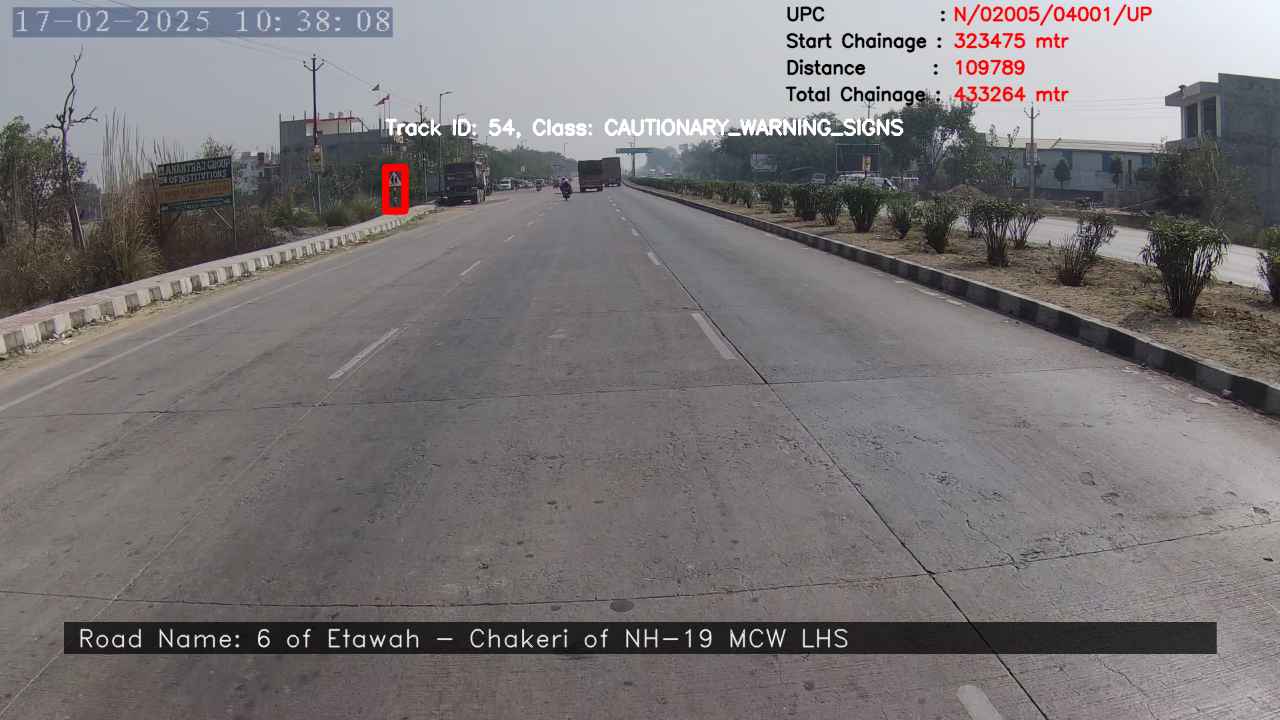 17-02-2025 10:38:08
UPC : N/02005/04001/UP
Start Chainage : 323475 mtr
Distance : 109789
Total Chainage : 433264 mtr
Track ID: 54, Class: CAUTIONARY_WARNING_SIGNS
Road Name: 6 of Etawah - Chakeri of NH-19 MCW LHS